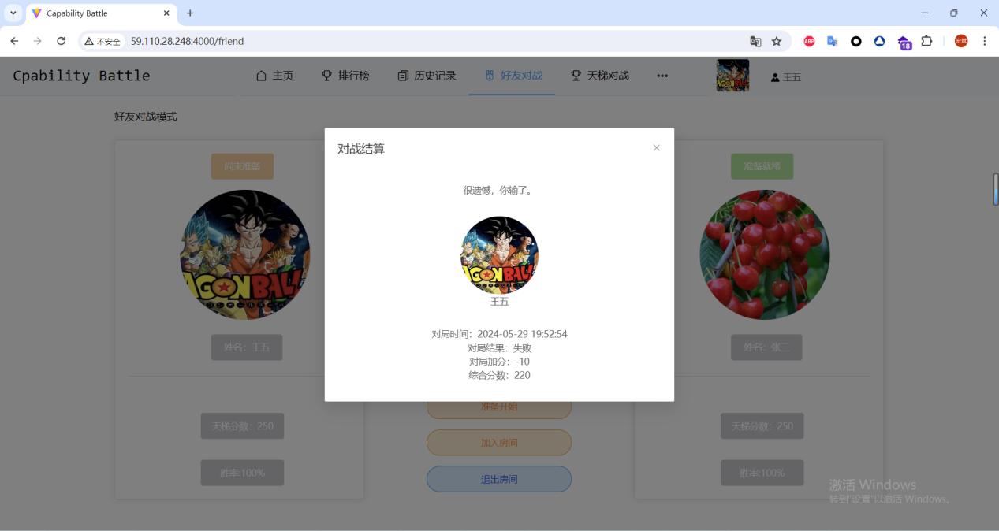 Capability Battle
不安全 59.110.28.248:4000/friend
ABP
18
宏斌
Cpability Battle 主页 排行榜 历史记录 好友对战 天梯对战 王五
好友对战模式
尚未准备
姓名：王五
天梯分数：250
胜率:100%
对战结算
很遗憾，你输了。
AGON BALL
王五
对局时间：2024-05-29 19:52:54
对局结果：失败
对局加分：-10
综合分数：220
准备开始
加入房间
退出房间
准备就绪
姓名：张三
天梯分数：250
胜率:100%
激活 Windows
转到"设置"以激活 Windows。